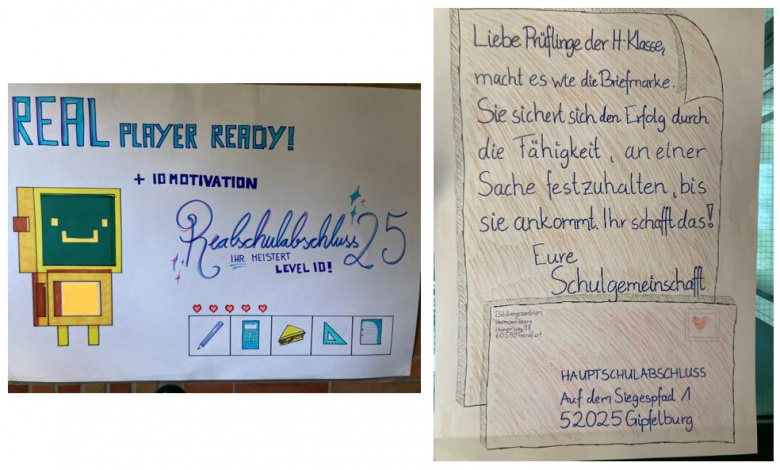 REAL PLAYER READY!
+ 10 MOTIVATION
Realschulabschluss '25
IHR MEISTERT
LEVEL 10!
Liebe Prüflinge der H-Klasse,
macht es wie die Briefmarke.
Sie sichert sich den Erfolg durch
die Fähigkeit, an einer
Sache festzuhalten, bis
sie ankommt. Ihr schafft das!
Eure
Schulgemeinschafft
Bildungszentrum
HAUPTSCHULABSCHLUSS
Auf dem Siegespfad 1
52025 Gipfelburg